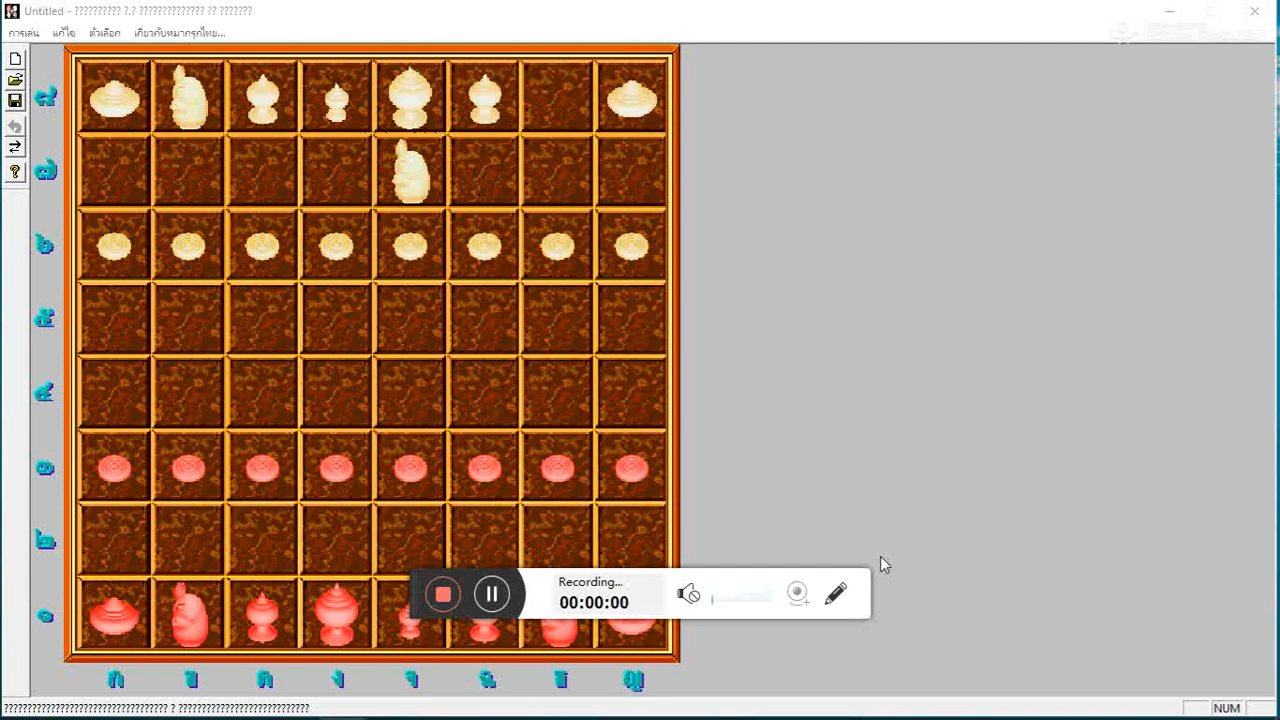 Untitled - ?????????? ?.? ?????????????? ?? ???????
การเล่น แก้ไข ตัวเลือก เกี่ยวกับหมากรุกไทย...
๘
๗
๖
๕
๔
๓
๒
๑
Recording...
00:00:00
ก ข ค ง จ ฉ ช ญ
??????????????????????????????????? ? ???????????????????????????? NUM